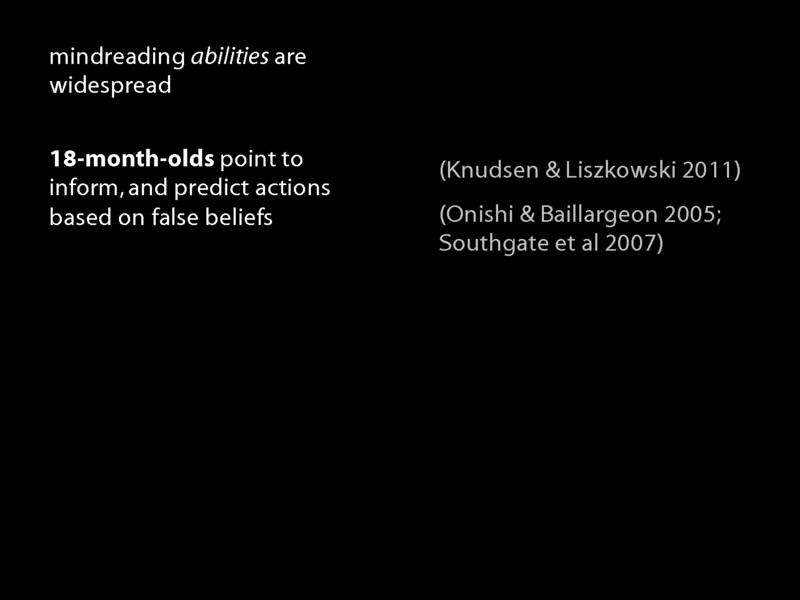 mindreading abilities are
widespread
18-month-olds point to
inform, and predict actions
based on false beliefs
(Knudsen & Liszkowski 2011)
(Onishi & Baillargeon 2005;
Southgate et al 2007)